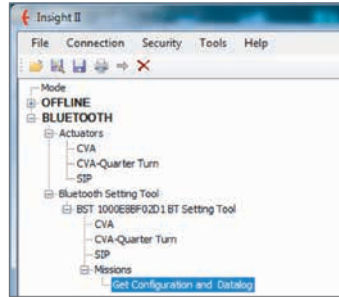 Insight II
File Connection Security Tools Help
Mode
OFFLINE
BLUETOOTH
Actuators
CVA
CVA-Quarter Turn
SIP
Bluetooth Setting Tool
BST 1000E8BF02D1 BT Setting Tool
CVA
CVA-Quarter Turn
SIP
Missions
Get Configuration and Datalog